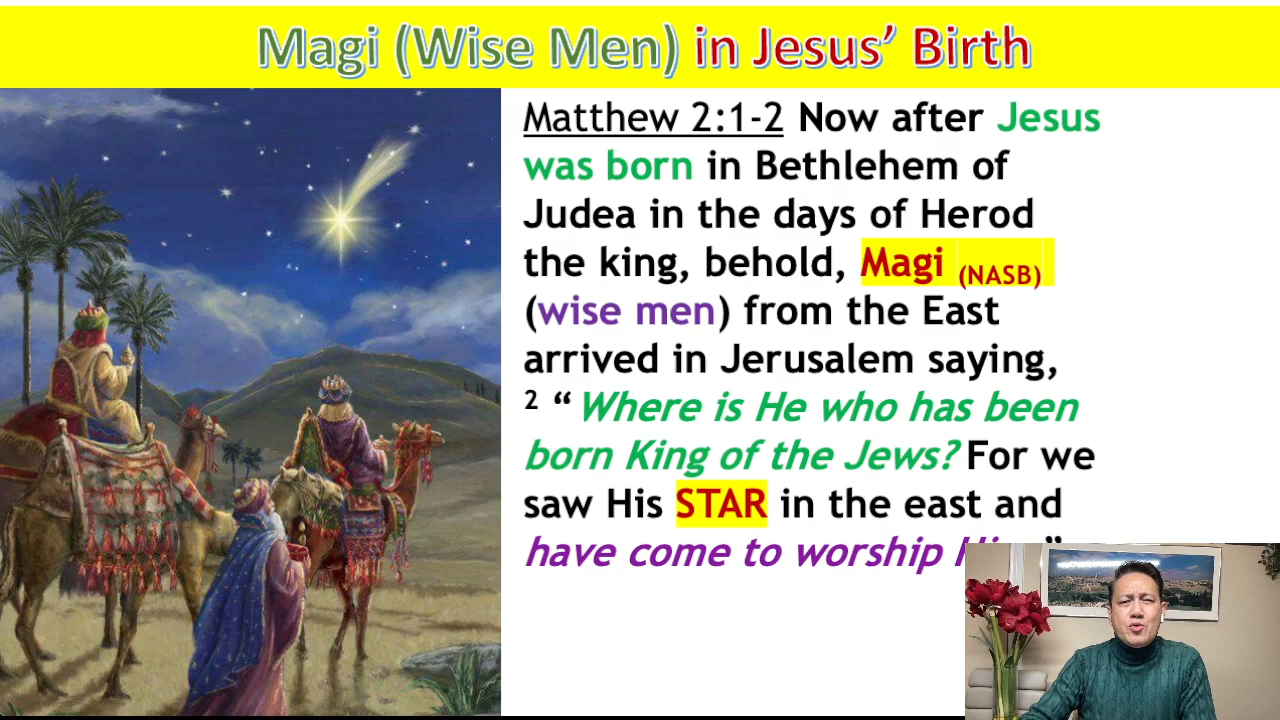 Magi (Wise Men) in Jesus’ Birth
Matthew 2:1-2 Now after Jesus
was born in Bethlehem of
Judea in the days of Herod
the king, behold, Magi (NASB)
(wise men) from the East
arrived in Jerusalem saying,
2 “ Where is He who has been
born King of the Jews? For we
saw His STAR in the east and
have come to worship ”